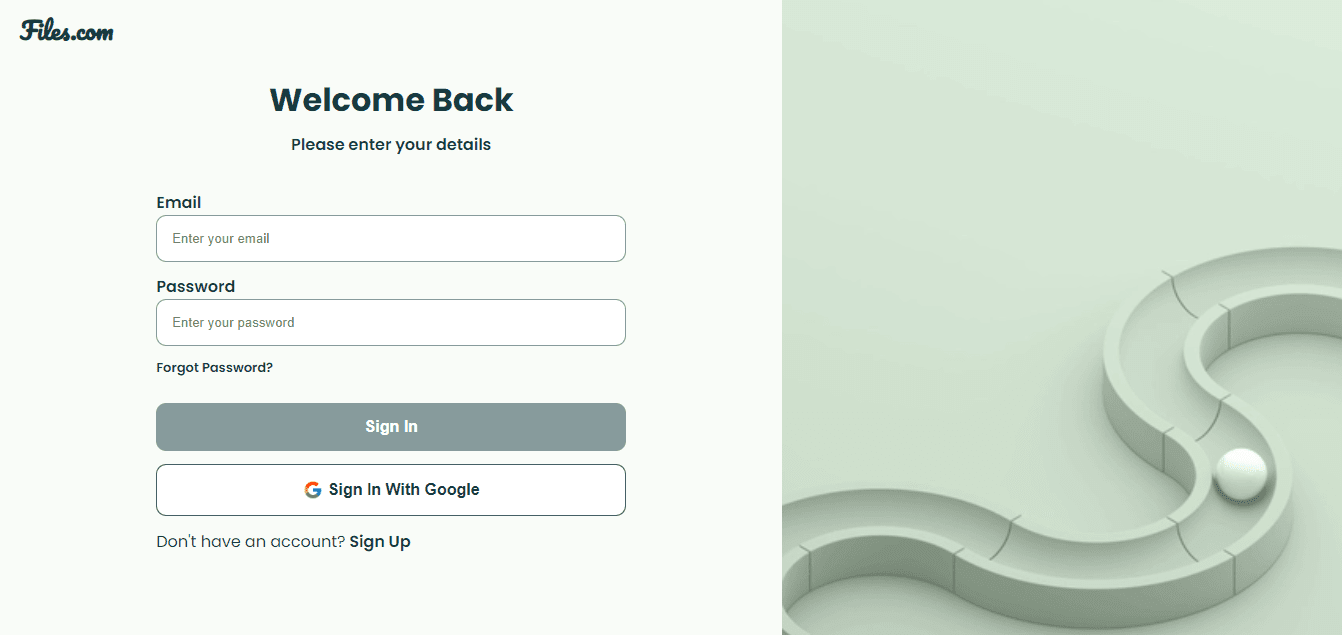 Files.com
Welcome Back
Please enter your details
Email
Enter your email
Password
Enter your password
Forgot Password?
Sign In
Sign In With Google
Don't have an account? Sign Up